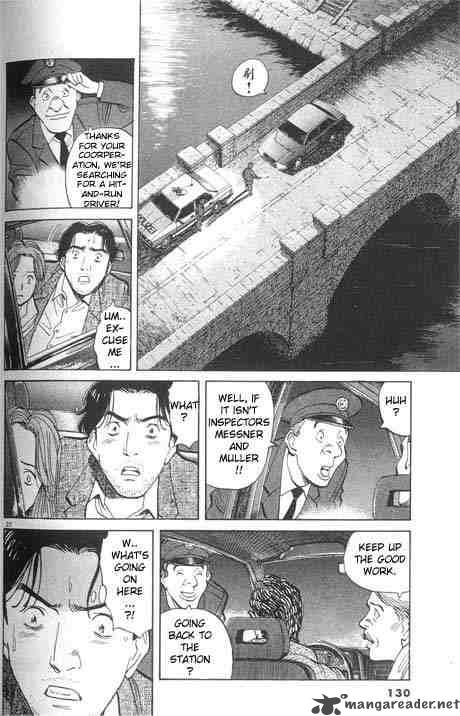 THANKS
FOR YOUR
COORPER-
ATION, WE'RE
SEARCHING
FOR A HIT-
AND-RUN
DRIVER!
UM..
EX-
CUSE
ME
...
HUH
?
WELL, IF
IT ISN'T
INSPECTORS
MESSNER
AND
MULLER
!!
WHAT
?
KEEP UP
THE GOOD
WORK.
GOING
BACK TO
THE
STATION
?
W..
WHAT'S
GOING
ON
HERE
...
?!
130
mangareader.net